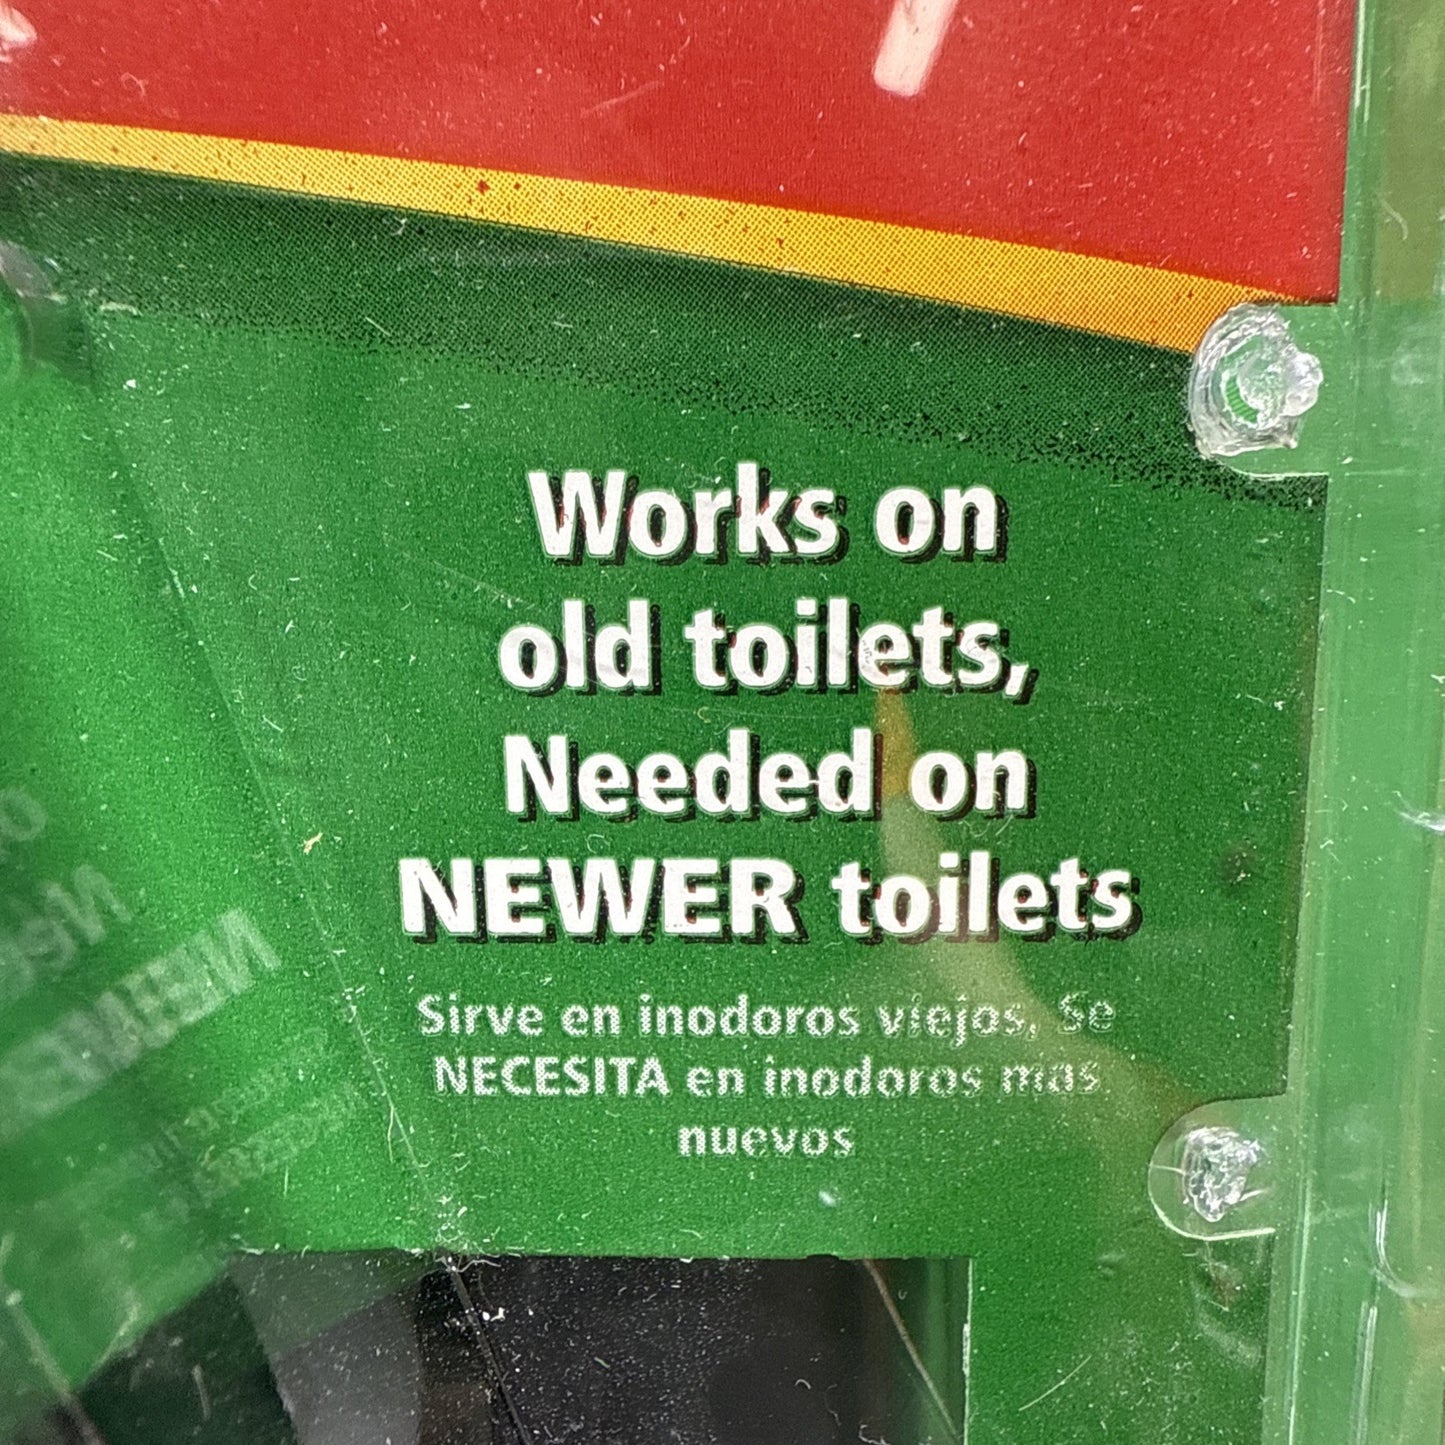 Works on
old toilets,
Needed on
NEWER toilets
Sirve en inodoros viejos, Se
NECESITA en inodoros mas
nuevos